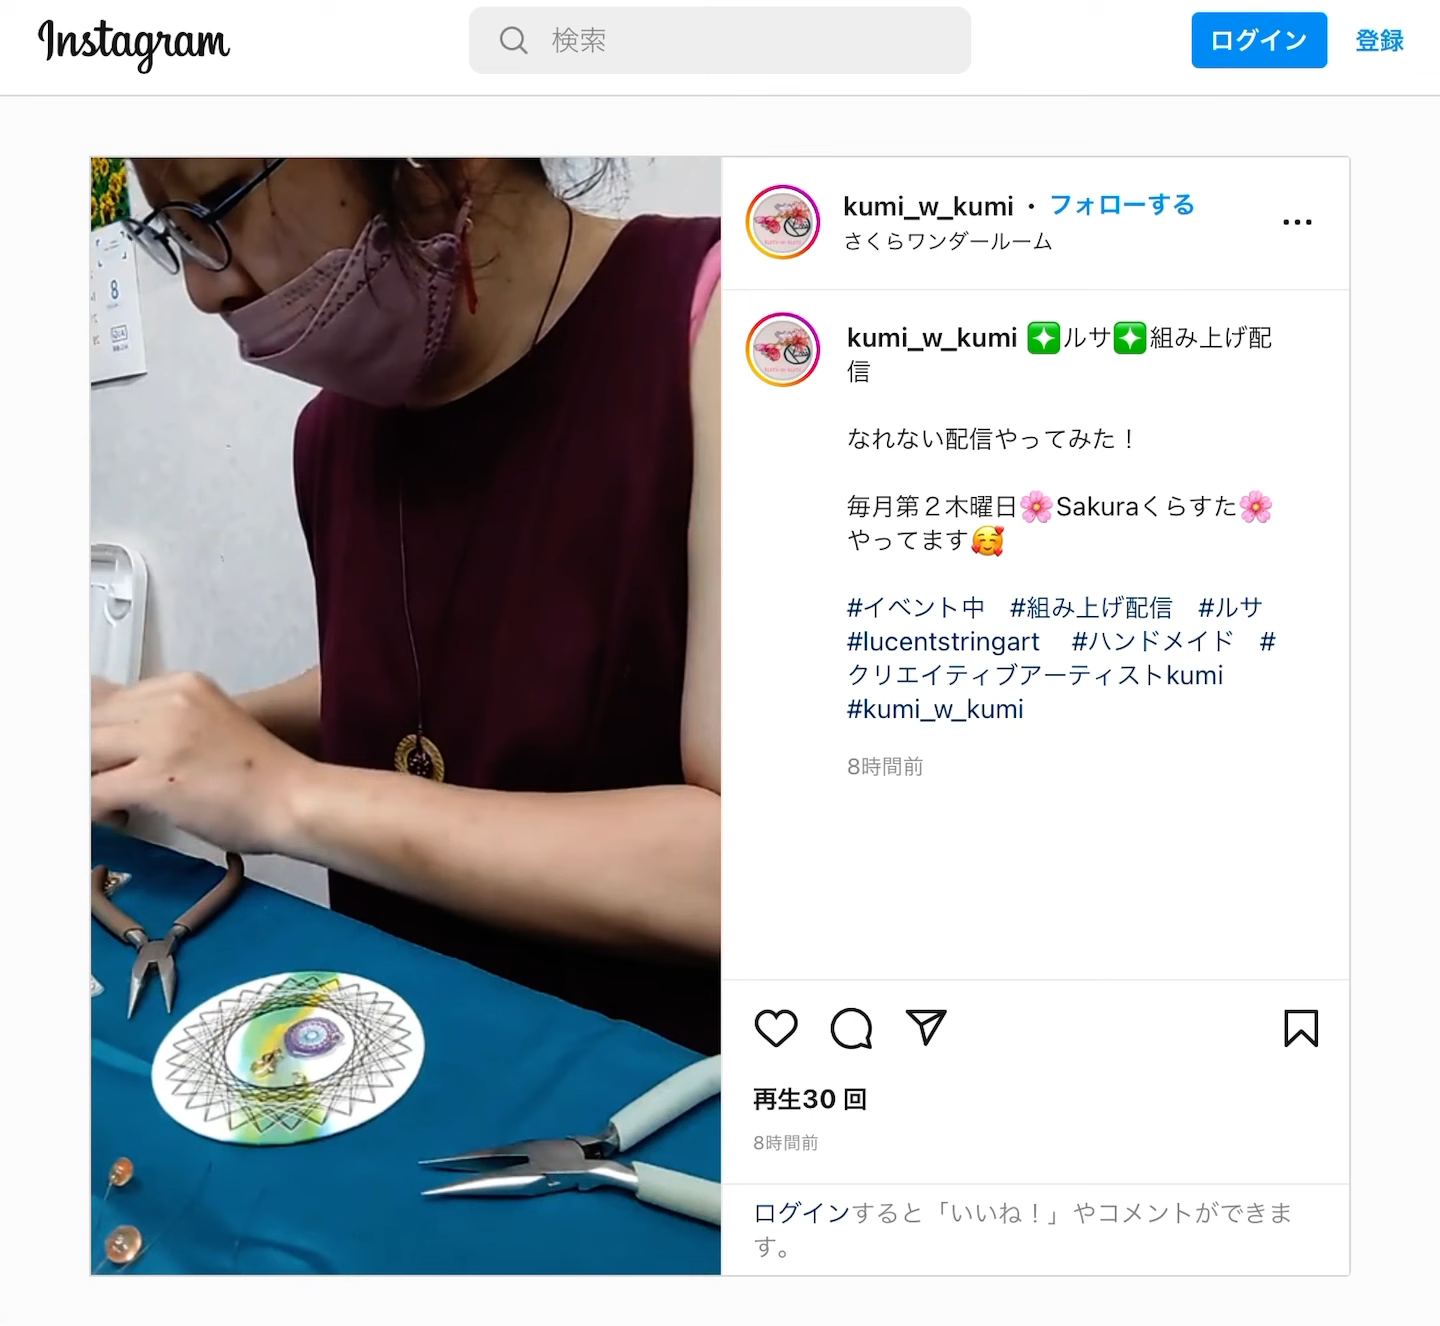 Instagram
検索
ログイン
登録
8
kumi_w_kumi • フォローする
さくらワンダールーム
kumi_w_kumi ❇️ルサ❇️組み上げ配
信
なれない配信やってみた！
毎月第２木曜日🌸Sakuraくらすた🌸
やってます🥰
#イベント中　#組み上げ配信　#ルサ
#lucentstringart　#ハンドメイド　#
クリエイティブアーティストkumi
#kumi_w_kumi
8時間前
再生30 回
8時間前
ログインすると「いいね！」やコメントができま
す。